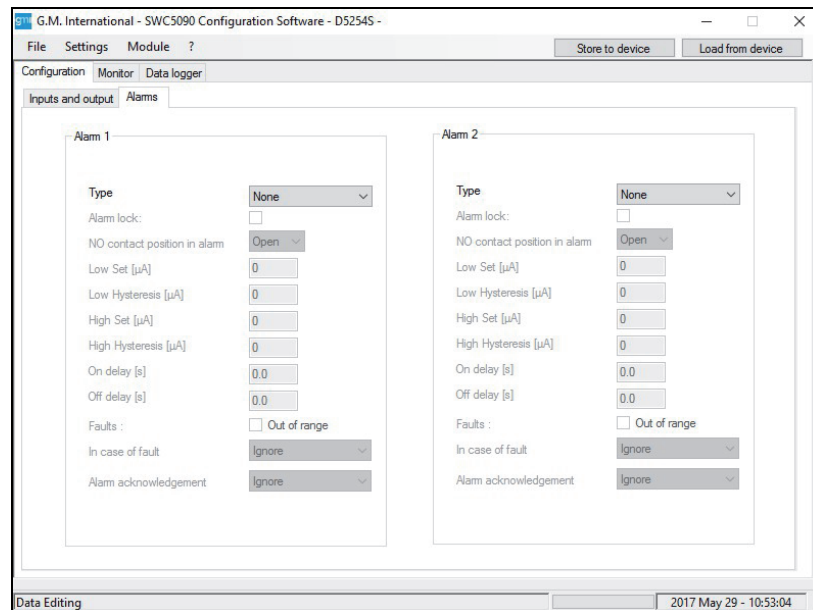 gmi G.M. International - SWC5090 Configuration Software - D5254S -
File Settings Module ? Store to device Load from device
Configuration Monitor Data logger
Inputs and output Alarms
Alarm 1
Type None
Alarm lock:
NO contact position in alarm Open
Low Set [µA] 0
Low Hysteresis [µA] 0
High Set [µA] 0
High Hysteresis [µA] 0
On delay [s] 0.0
Off delay [s] 0.0
Faults : Out of range
In case of fault Ignore
Alarm acknowledgement Ignore
Alarm 2
Type None
Alarm lock:
NO contact position in alarm Open
Low Set [µA] 0
Low Hysteresis [µA] 0
High Set [µA] 0
High Hysteresis [µA] 0
On delay [s] 0.0
Off delay [s] 0.0
Faults : Out of range
In case of fault Ignore
Alarm acknowledgement Ignore
Data Editing 2017 May 29 - 10:53:04